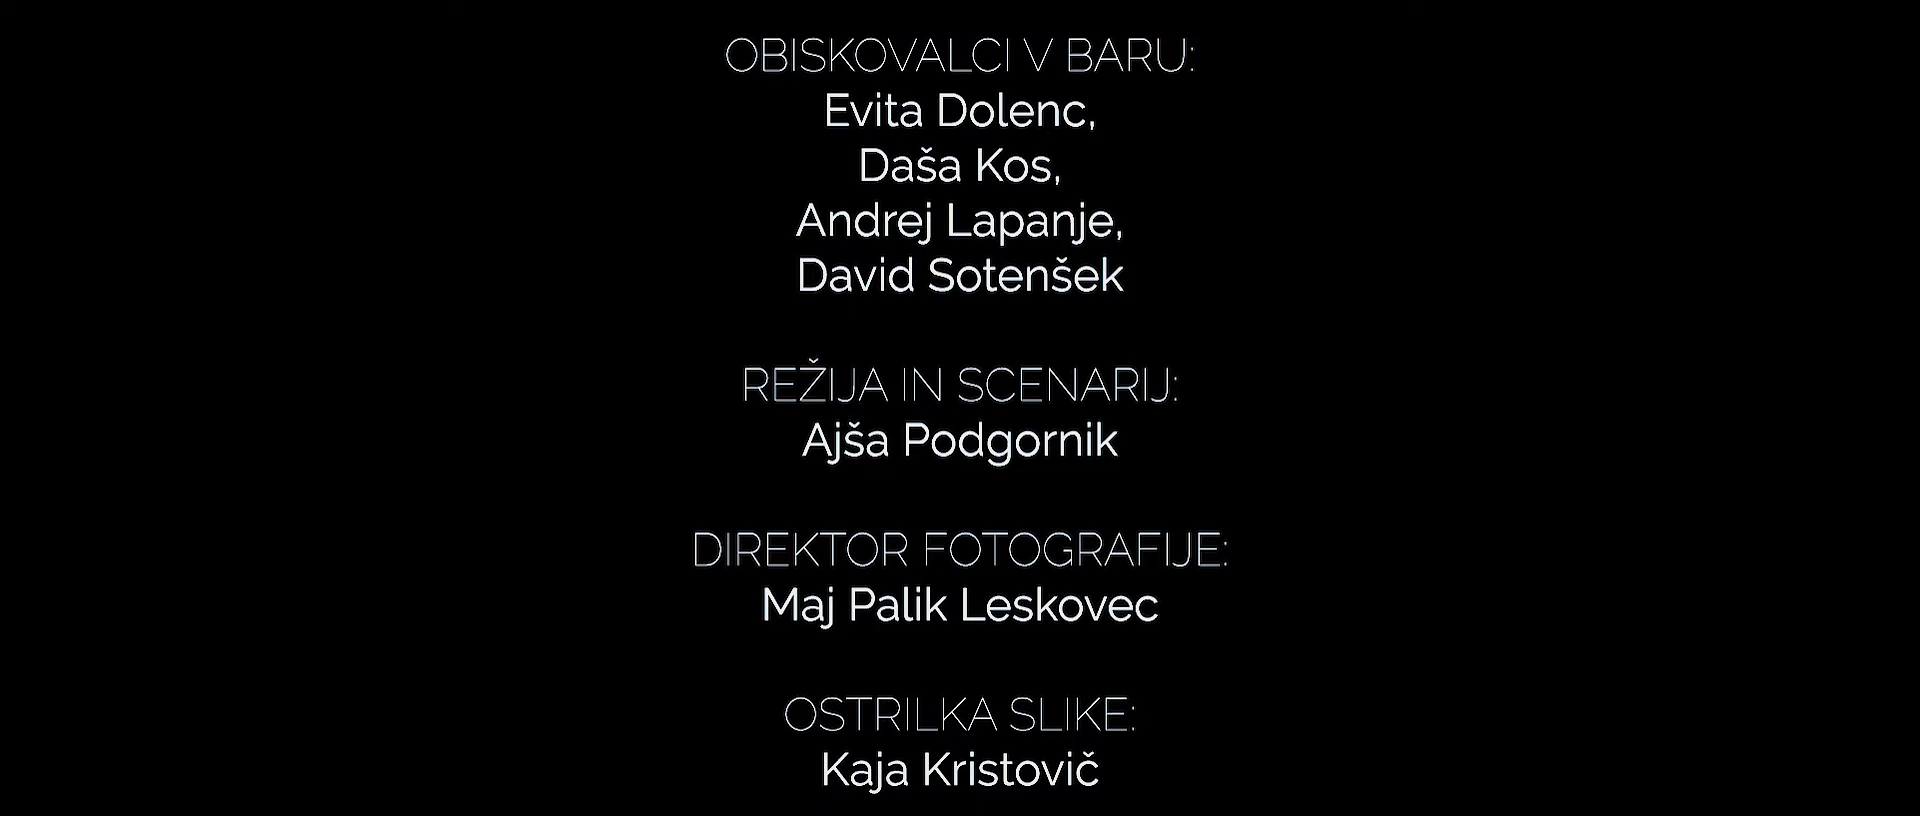 OBISKOVALCI V BARU:
Evita Dolenc,
Daša Kos,
Andrej Lapanje,
David Sotenšek
REŽIJA IN SCENARIJ:
Ajša Podgornik
DIREKTOR FOTOGRAFIJE:
Maj Palik Leskovec
OSTRILKA SLIKE:
Kaja Kristovič